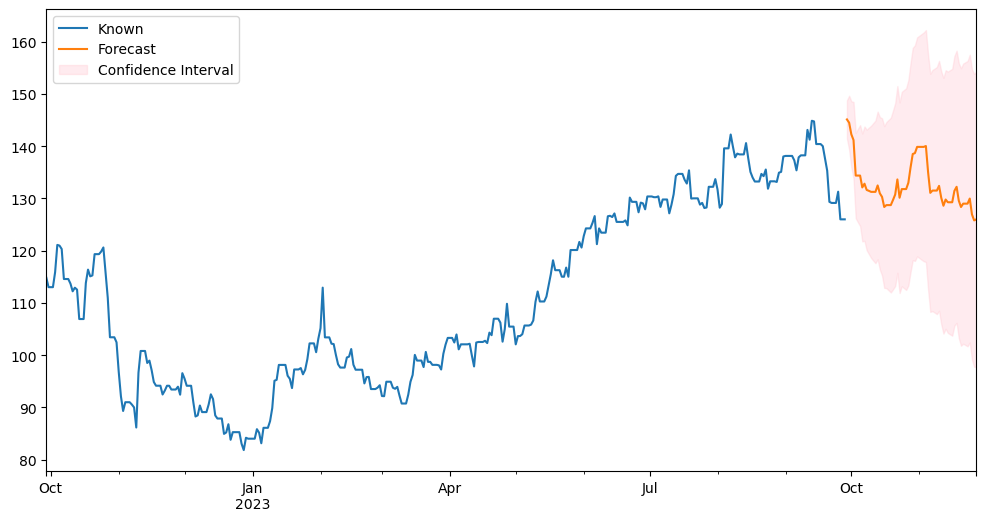 Known
Forecast
Confidence Interval
160
150
140
130
120
110
100
90
80
Oct
Jan
2023
Apr
Jul
Oct